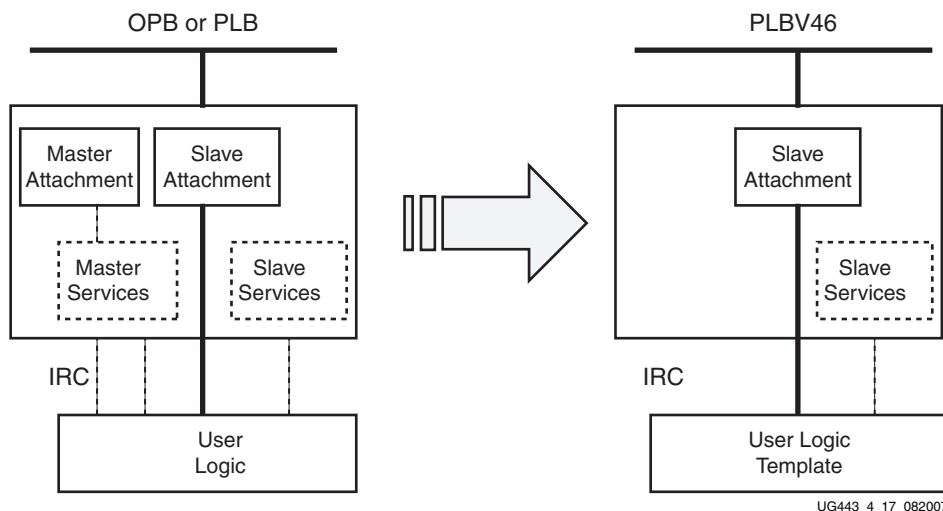 OPB or PLB
Master
Attachment
Slave
Attachment
Master
Services
Slave
Services
IRC
User
Logic
PLBV46
Slave
Attachment
Slave
Services
IRC
User Logic
Template
UG443_4_17_082007